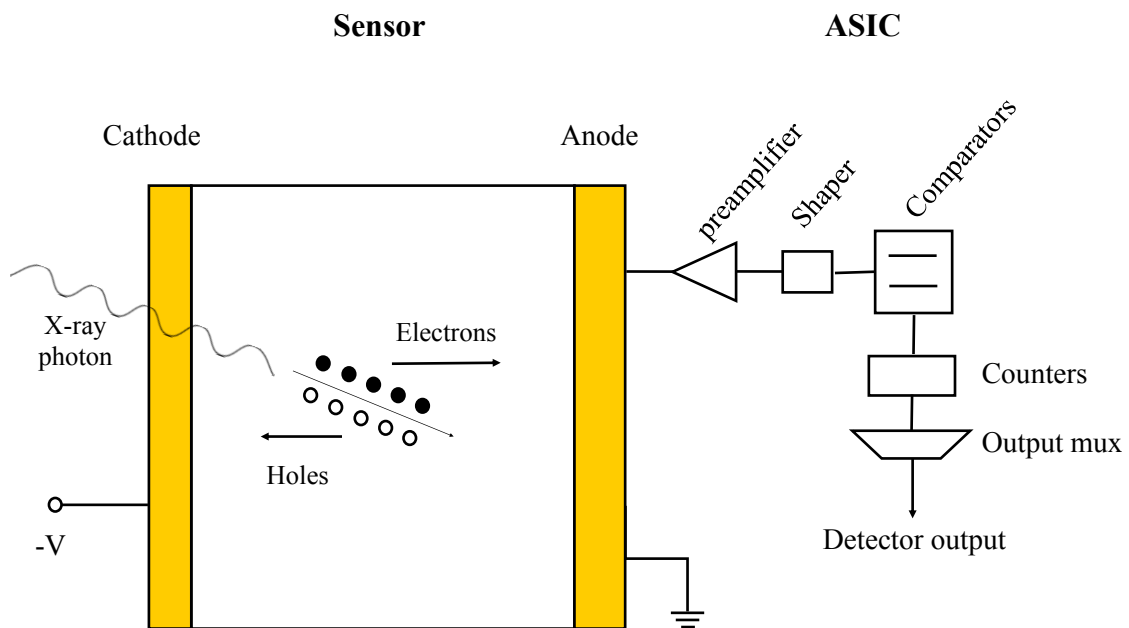 Sensor
ASIC
Cathode
Anode
preamplifier
Shaper
Comparators
X-ray
photon
Electrons
Holes
-V
Counters
Output mux
Detector output